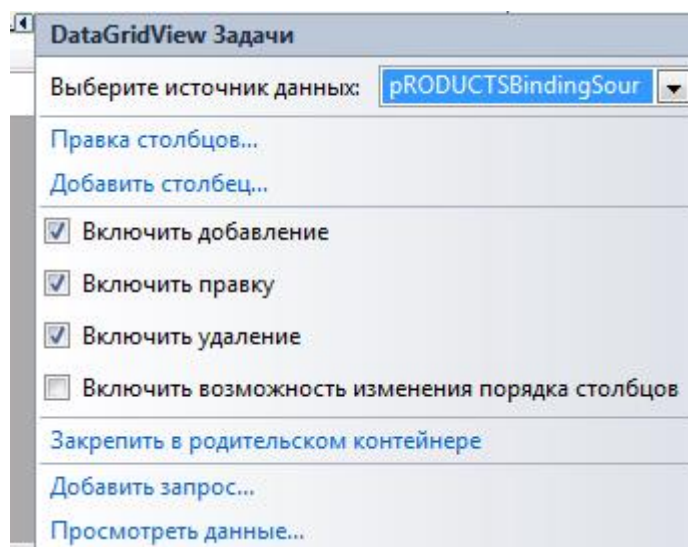 DataGridView Задачи
Выберите источник данных: pRODUCTSBindingSour
Правка столбцов...
Добавить столбец...
Включить добавление
Включить правку
Включить удаление
Включить возможность изменения порядка столбцов
Закрепить в родительском контейнере
Добавить запрос...
Просмотреть данные...